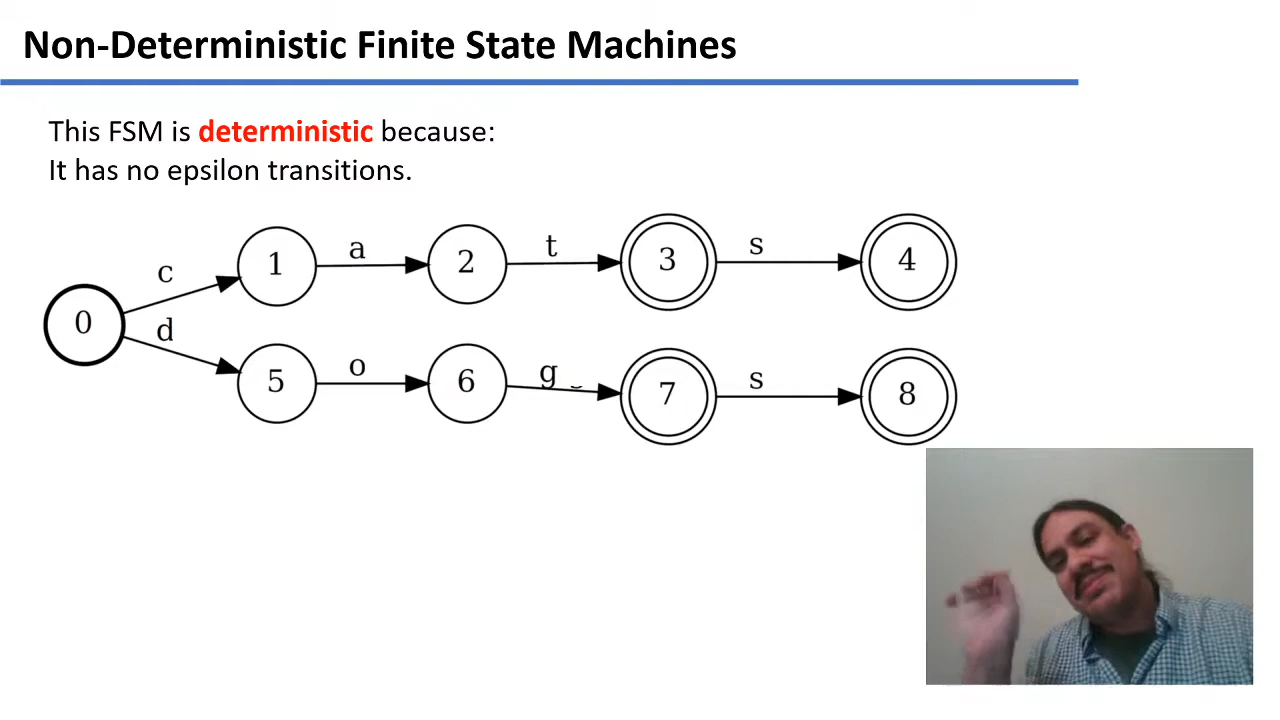 Non-Deterministic Finite State Machines
This FSM is deterministic because:
It has no epsilon transitions.
0
c
1
a
2
t
3
s
4
d
5
o
6
g
7
s
8